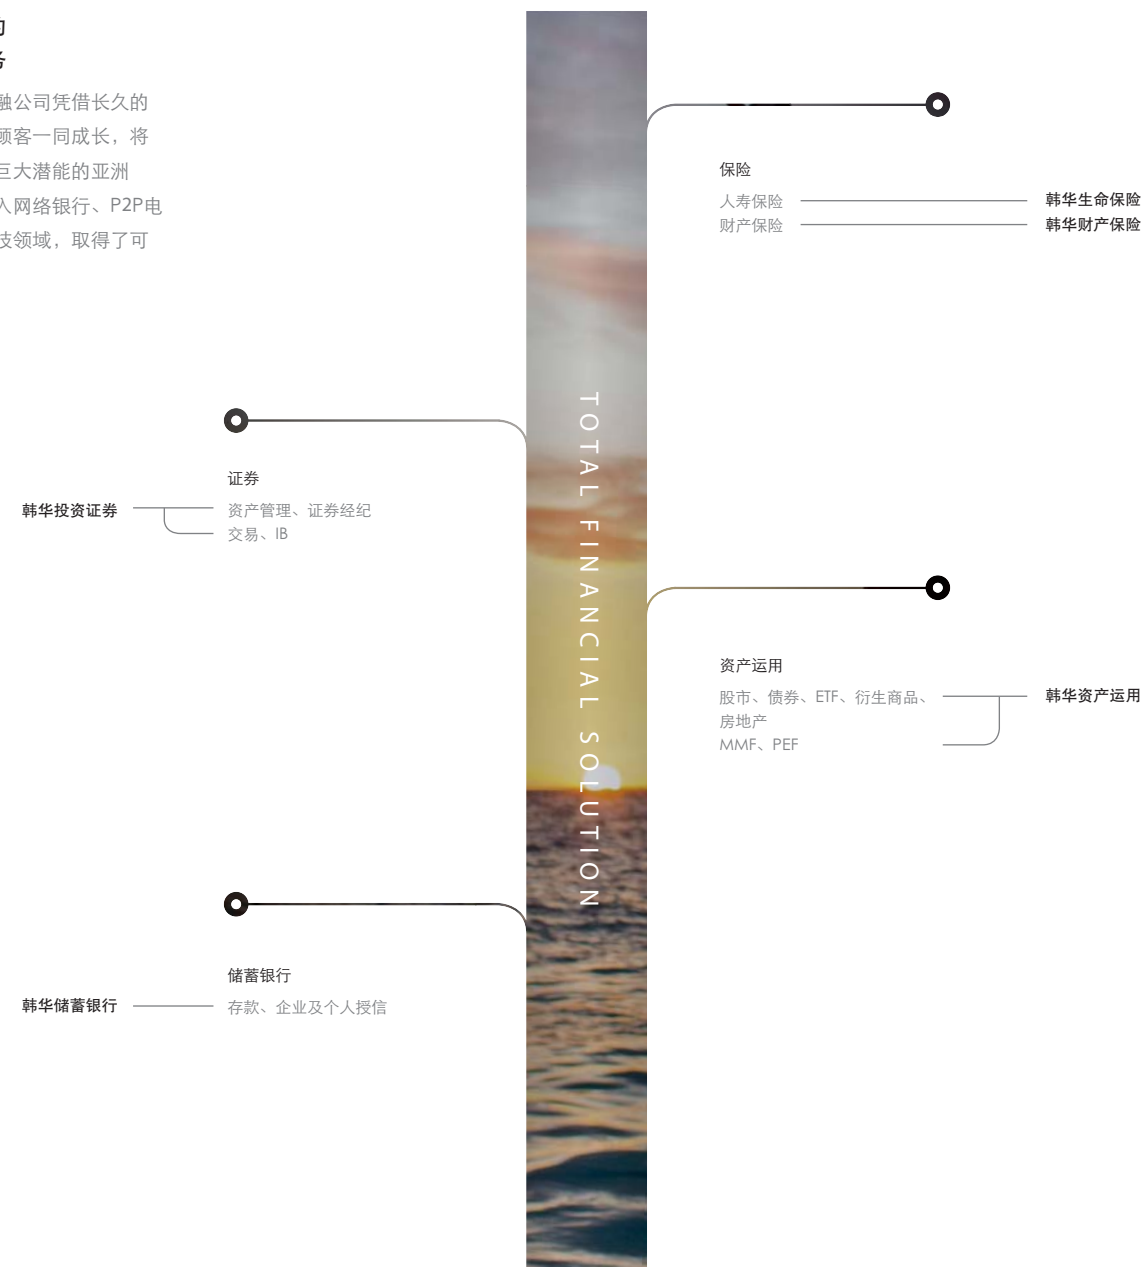 的
务
融公司凭借长久的
顾客一同成长，将
巨大潜能的亚洲
入网络银行、P2P电
技领域，取得了可
保险
人寿保险 韩华生命保险
财产保险 韩华财产保险
TOTAL FINANCIAL SOLUTION
证券
韩华投资证券 资产管理、证券经纪
交易、IB
资产运用
股市、债券、ETF、衍生商品、 韩华资产运用
房地产
MMF、PEF
储蓄银行
韩华储蓄银行 存款、企业及个人授信